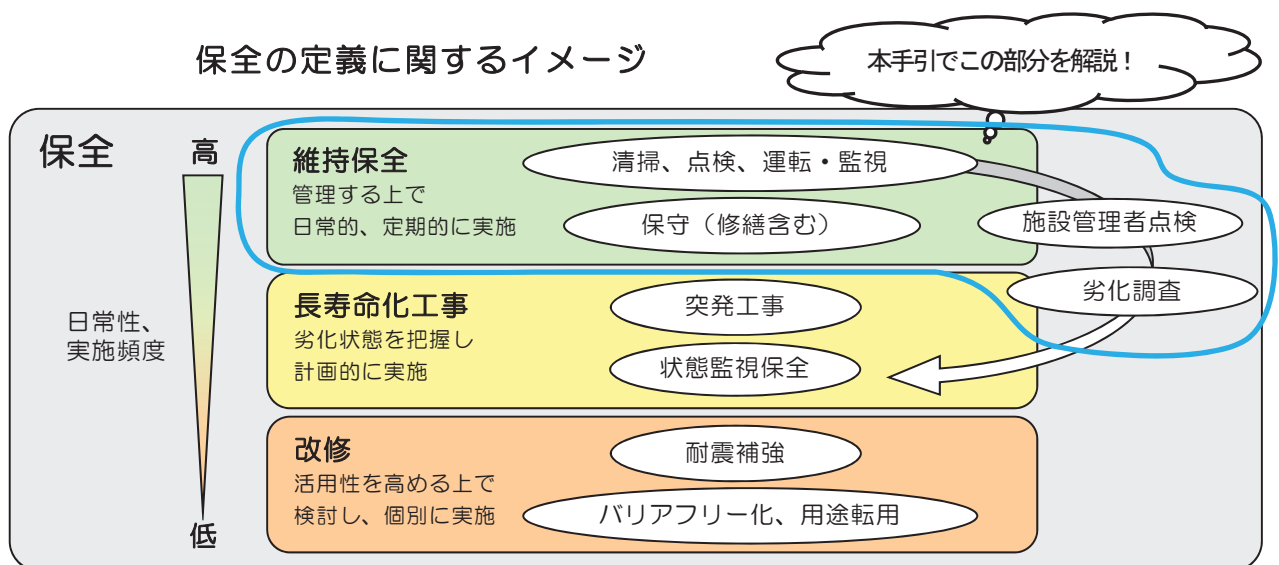 保全の定義に関するイメージ
本手引でこの部分を解説！
保全
高
日常性、
実施頻度
低
維持保全
管理する上で
日常的、定期的に実施
清掃、点検、運転・監視
保守（修繕含む）
施設管理者点検
劣化調査
長寿命化工事
劣化状態を把握し
計画的に実施
突発工事
状態監視保全
改修
活用性を高める上で
検討し、個別に実施
耐震補強
バリアフリー化、用途転用